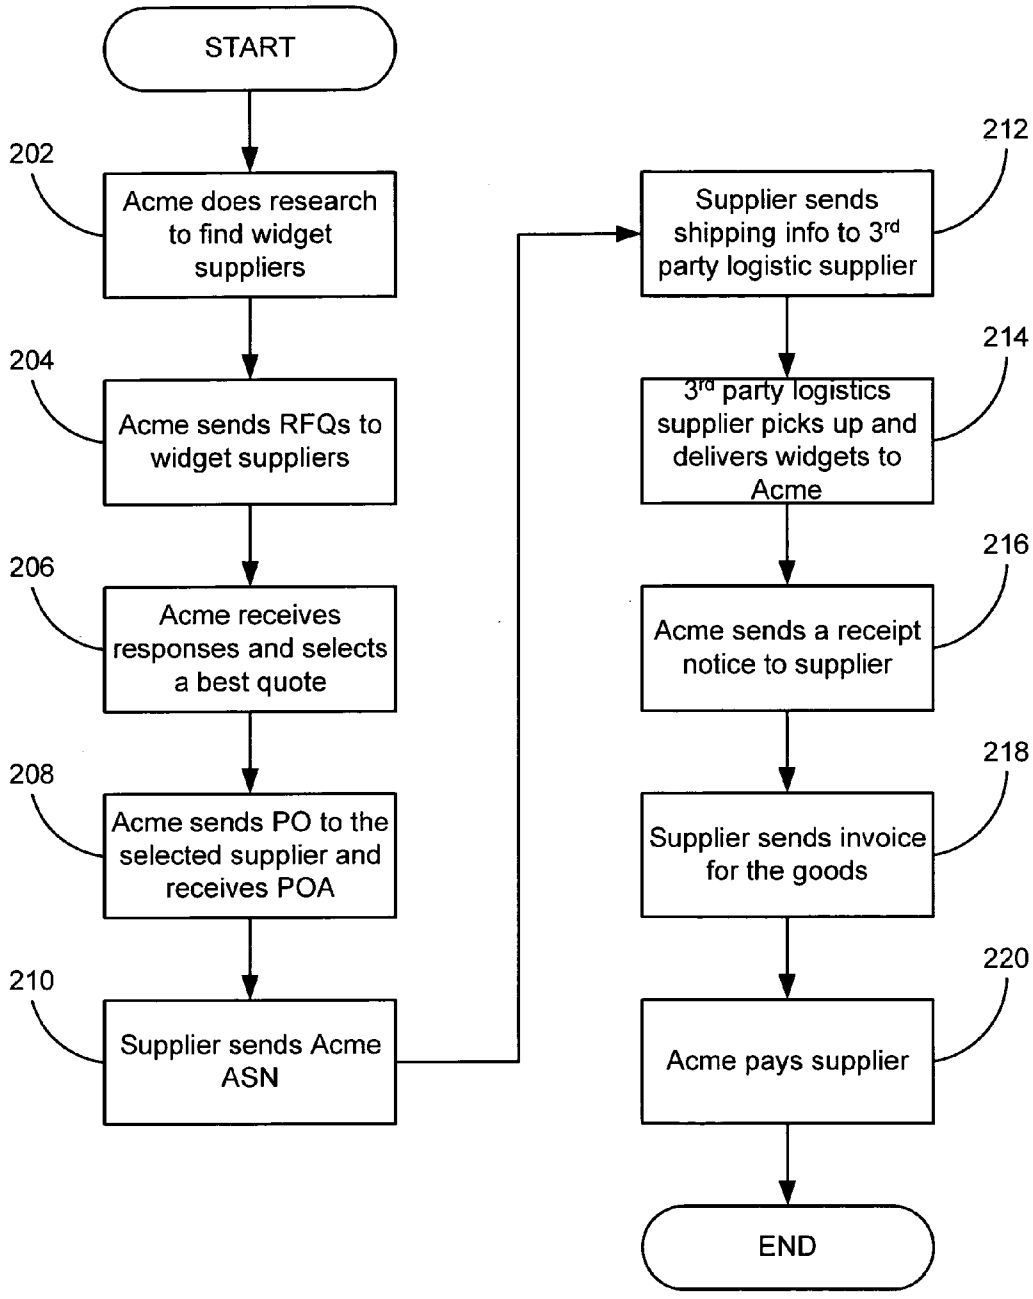 START
202
Acme does research
to find widget
suppliers
204
Acme sends RFQs to
widget suppliers
206
Acme receives
responses and selects
a best quote
208
Acme sends PO to the
selected supplier and
receives POA
210
Supplier sends Acme
ASN
212
Supplier sends
shipping info to 3rd
party logistic supplier
214
3rd party logistics
supplier picks up and
delivers widgets to
Acme
216
Acme sends a receipt
notice to supplier
218
Supplier sends invoice
for the goods
220
Acme pays supplier
END